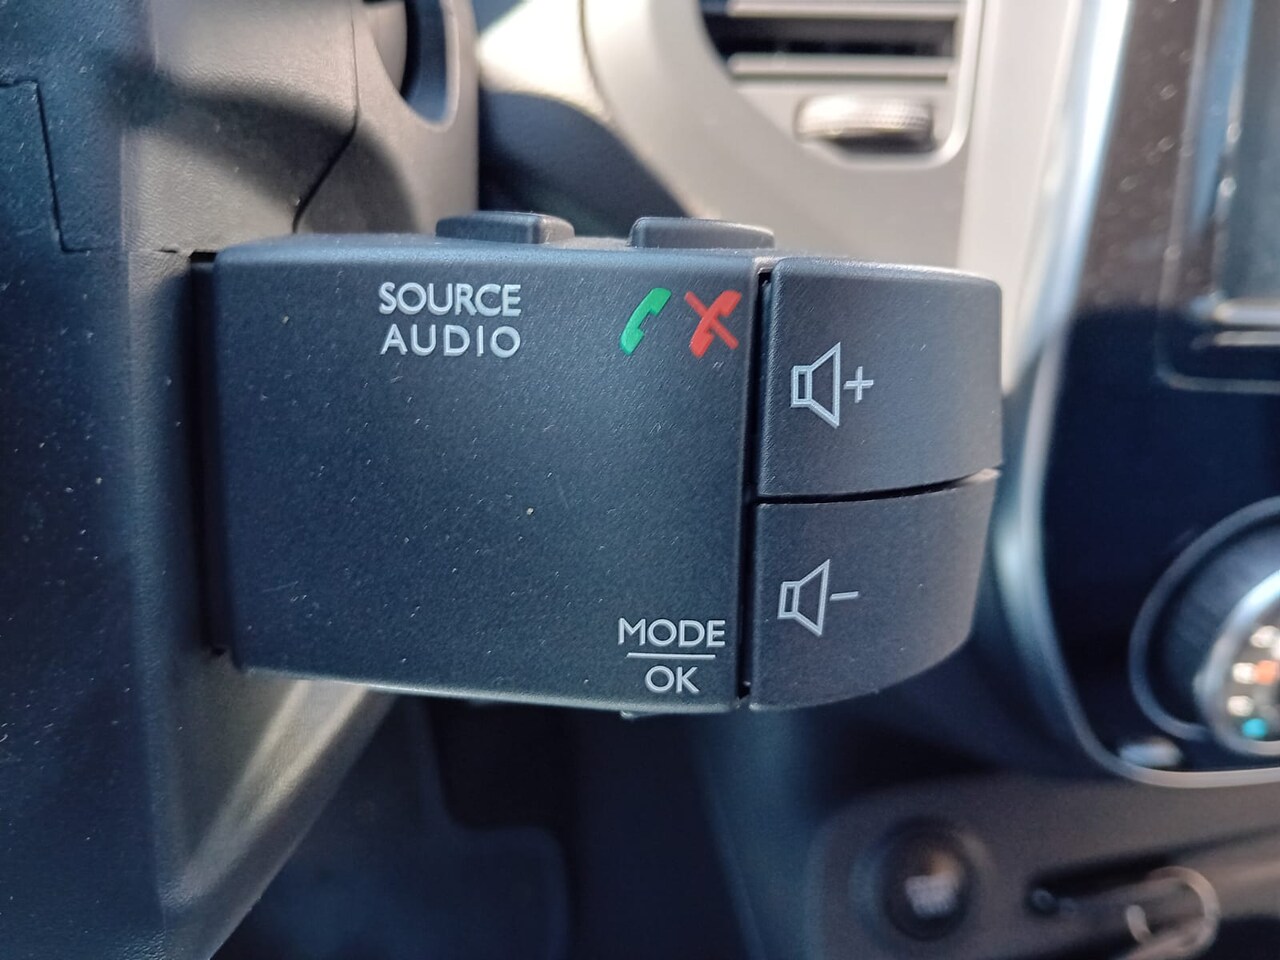 SOURCE
AUDIO
+
-
MODE
OK